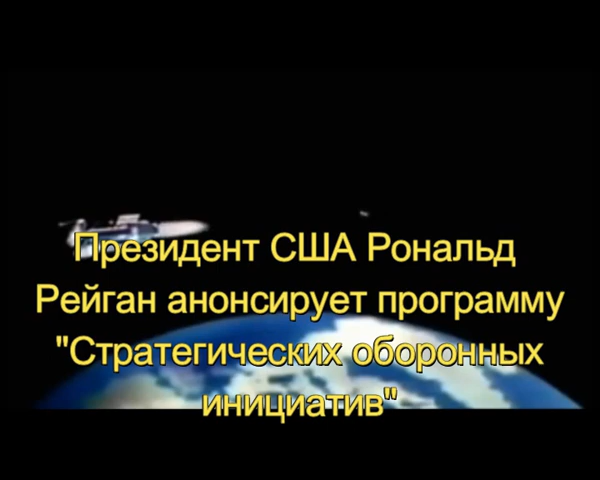 Президент США Рональд
Рейган анонсирует программу
"Стратегических оборонных
инициатив"